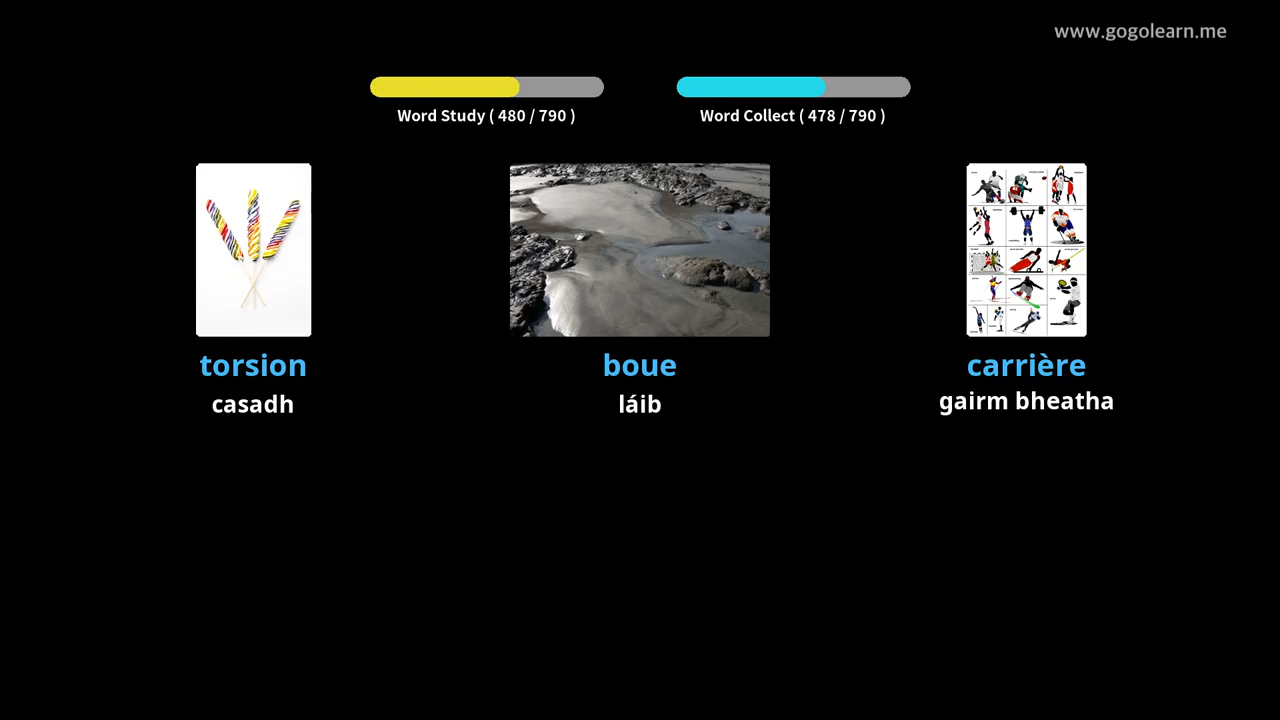 www.gogolearn.me
Word Study ( 480 / 790 )
Word Collect ( 478 / 790 )
torsion
casadh
boue
láib
carrière
gairm bheatha